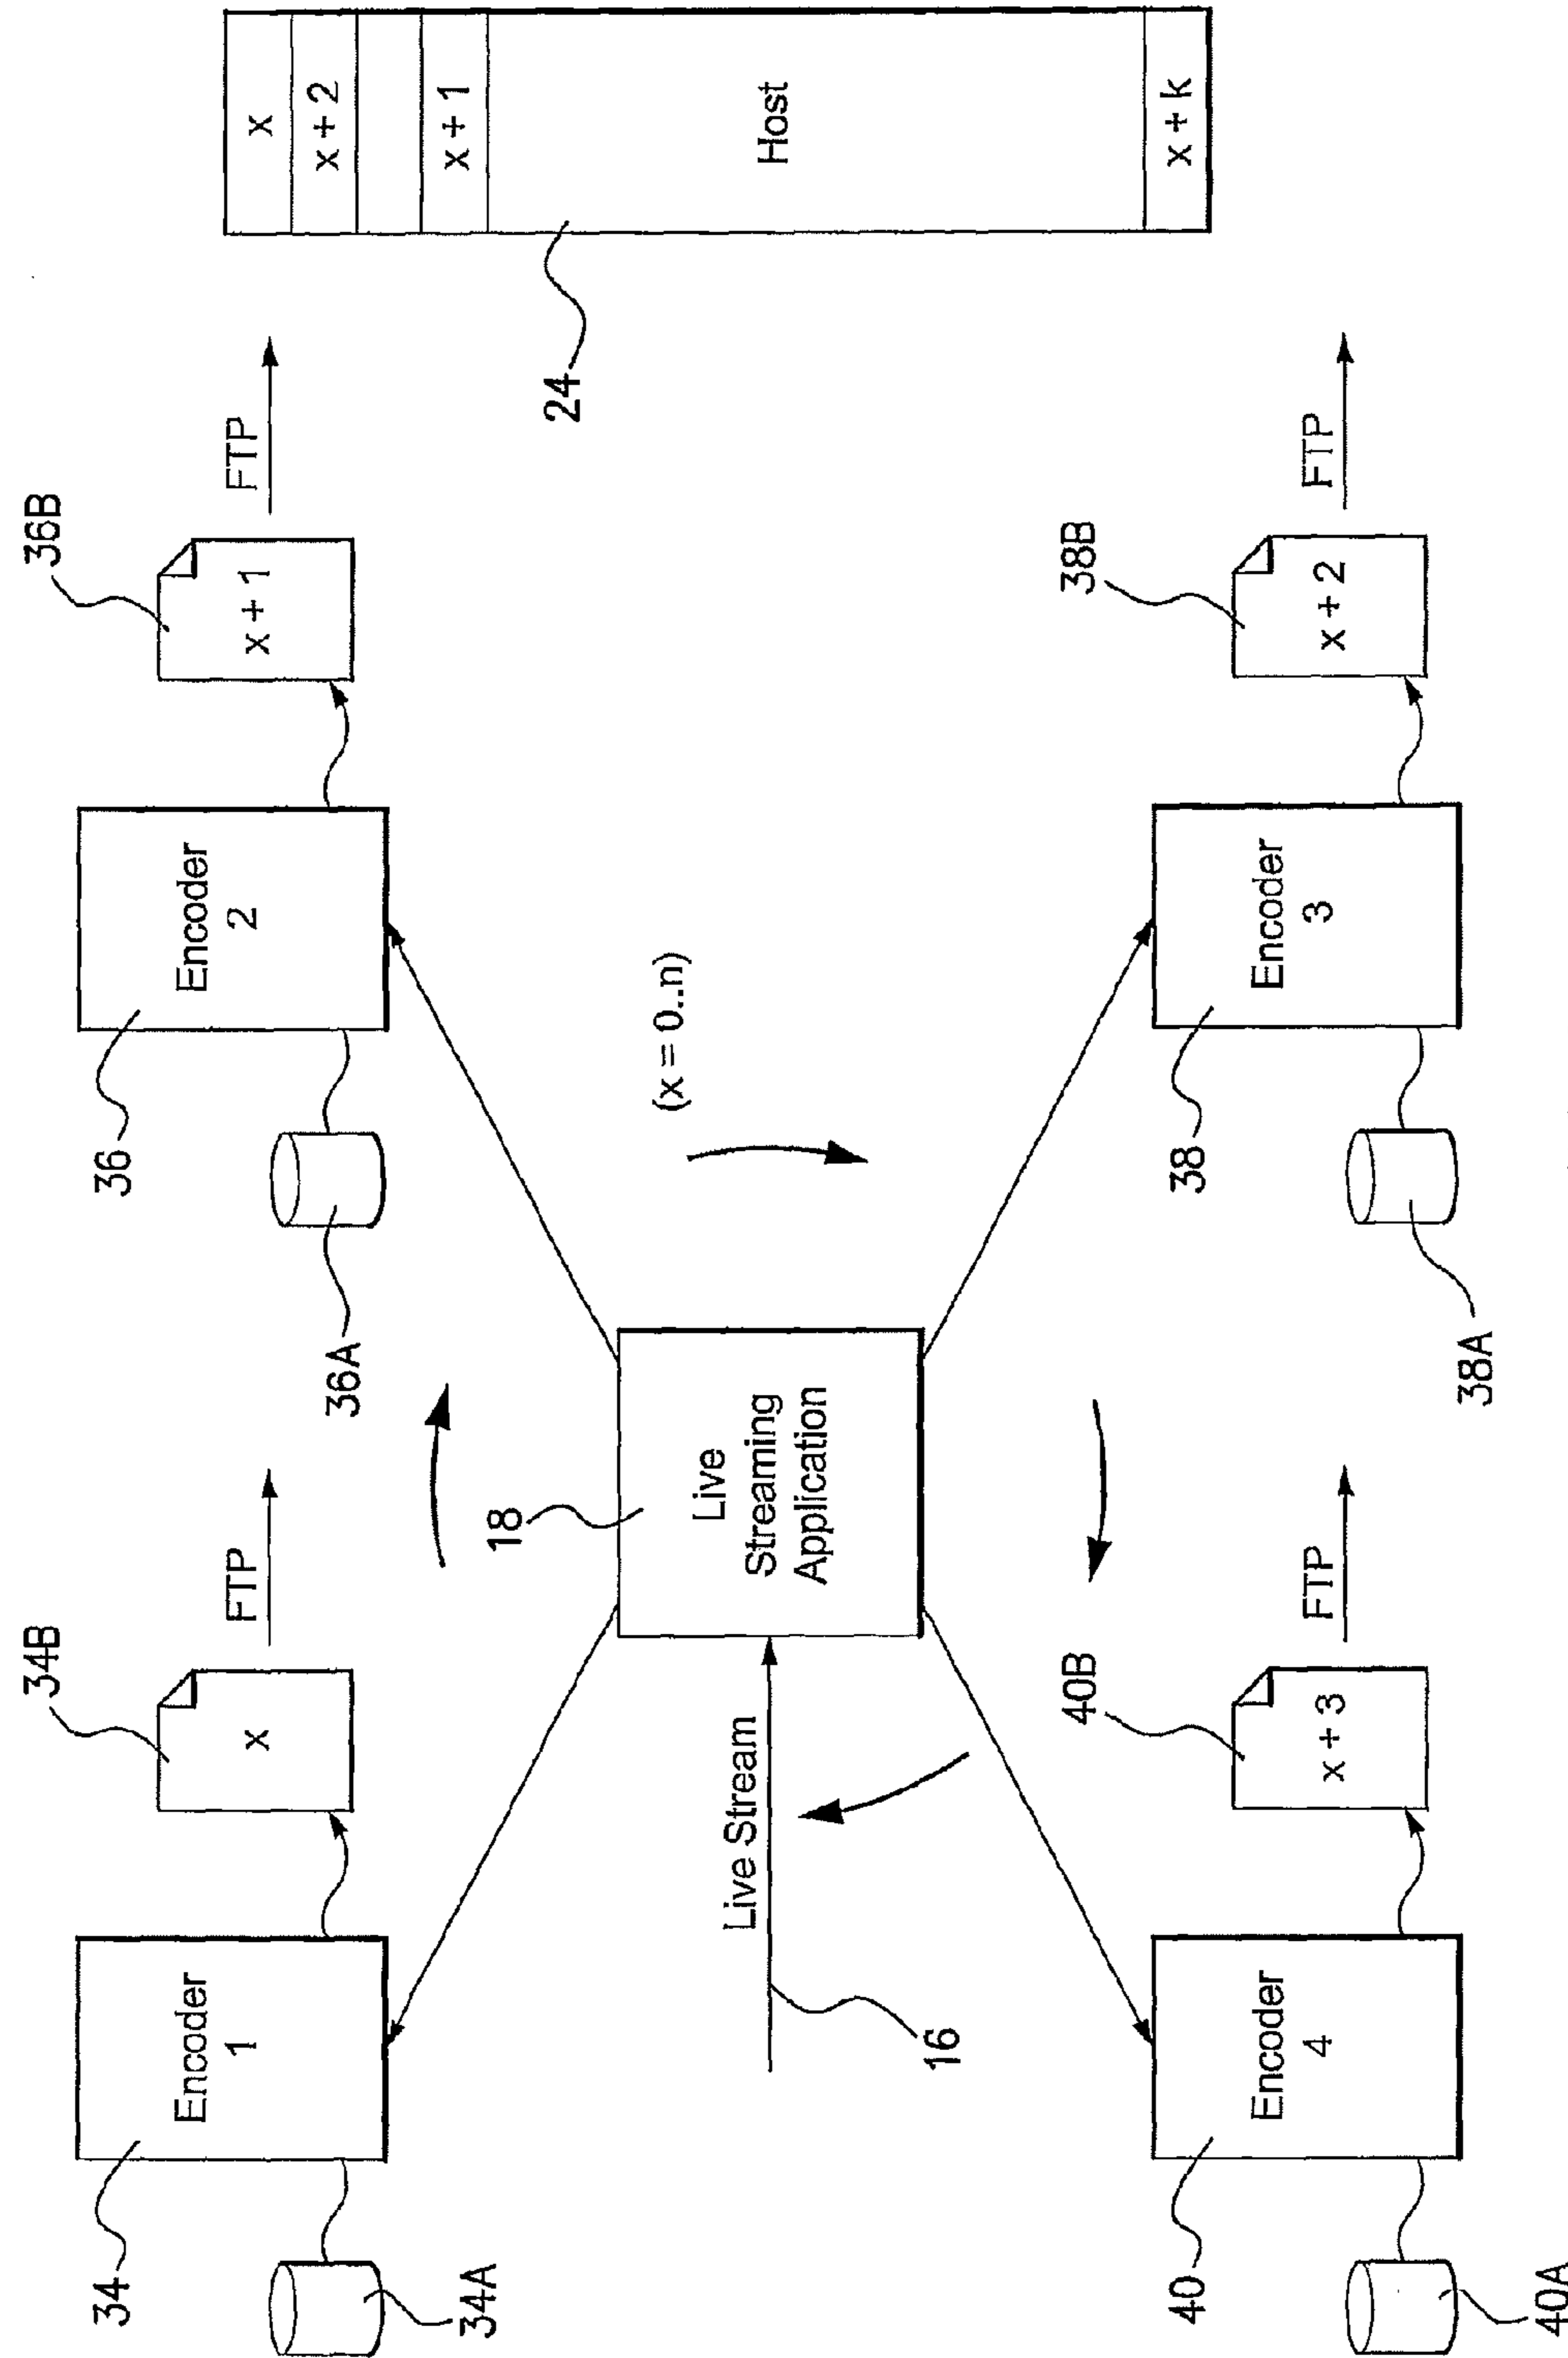 34B
x
FTP
34
Encoder
1
34A
36B
x + 1
FTP
36
Encoder
2
36A
x
x + 2
x + 1
Host
x + k
24
18
Live
Streaming
Application
Live Stream
16
(x = 0..n)
40B
x + 3
FTP
40
Encoder
4
40A
38B
x + 2
FTP
38
Encoder
3
38A